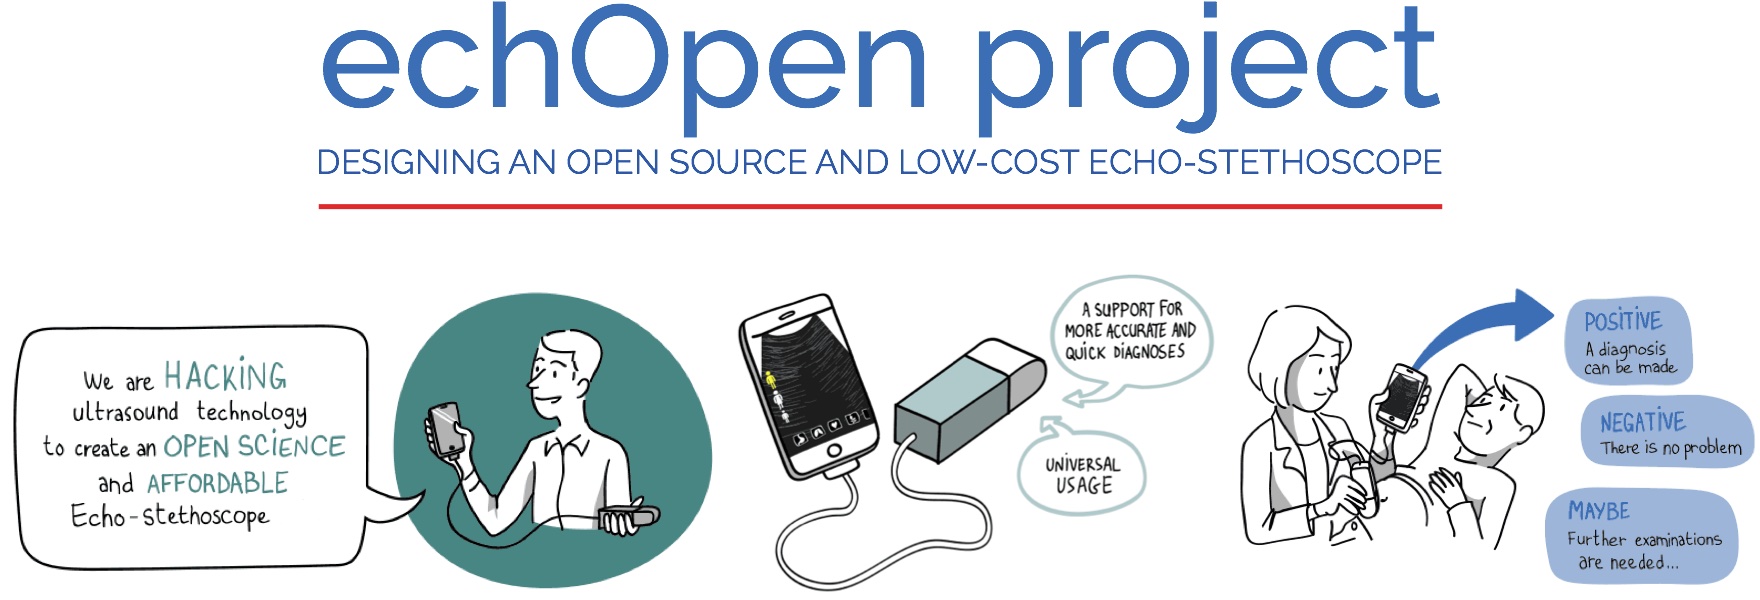 echOpen project
DESIGNING AN OPEN SOURCE AND LOW-COST ECHO-STETHOSCOPE
We are HACKING
ultrasound technology
to create an OPEN SCIENCE
and AFFORDABLE
Echo-stethoscope
A SUPPORT FOR
MORE ACCURATE AND
QUICK DIAGNOSES
UNIVERSAL
USAGE
POSITIVE
A diagnosis
can be made
NEGATIVE
There is no problem
MAYBE
Further examinations
are needed...